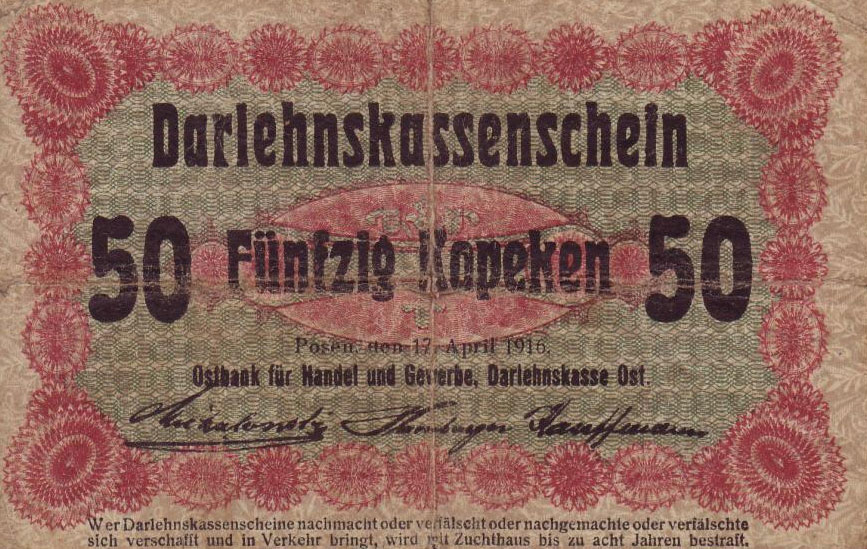 Darlehnskassenschein
50 Fünfzig Kopeken 50
Posen, den 17. April 1916.
Ostbank für Handel und Gewerbe, Darlehnskasse Ost.
Hamburger Kauffmann
Wer Darlehnskassenscheine nachmacht oder verfälscht oder nachgemachte oder verfälschte
sich verschafft und in Verkehr bringt, wird mit Zuchthaus bis zu acht Jahren bestraft.